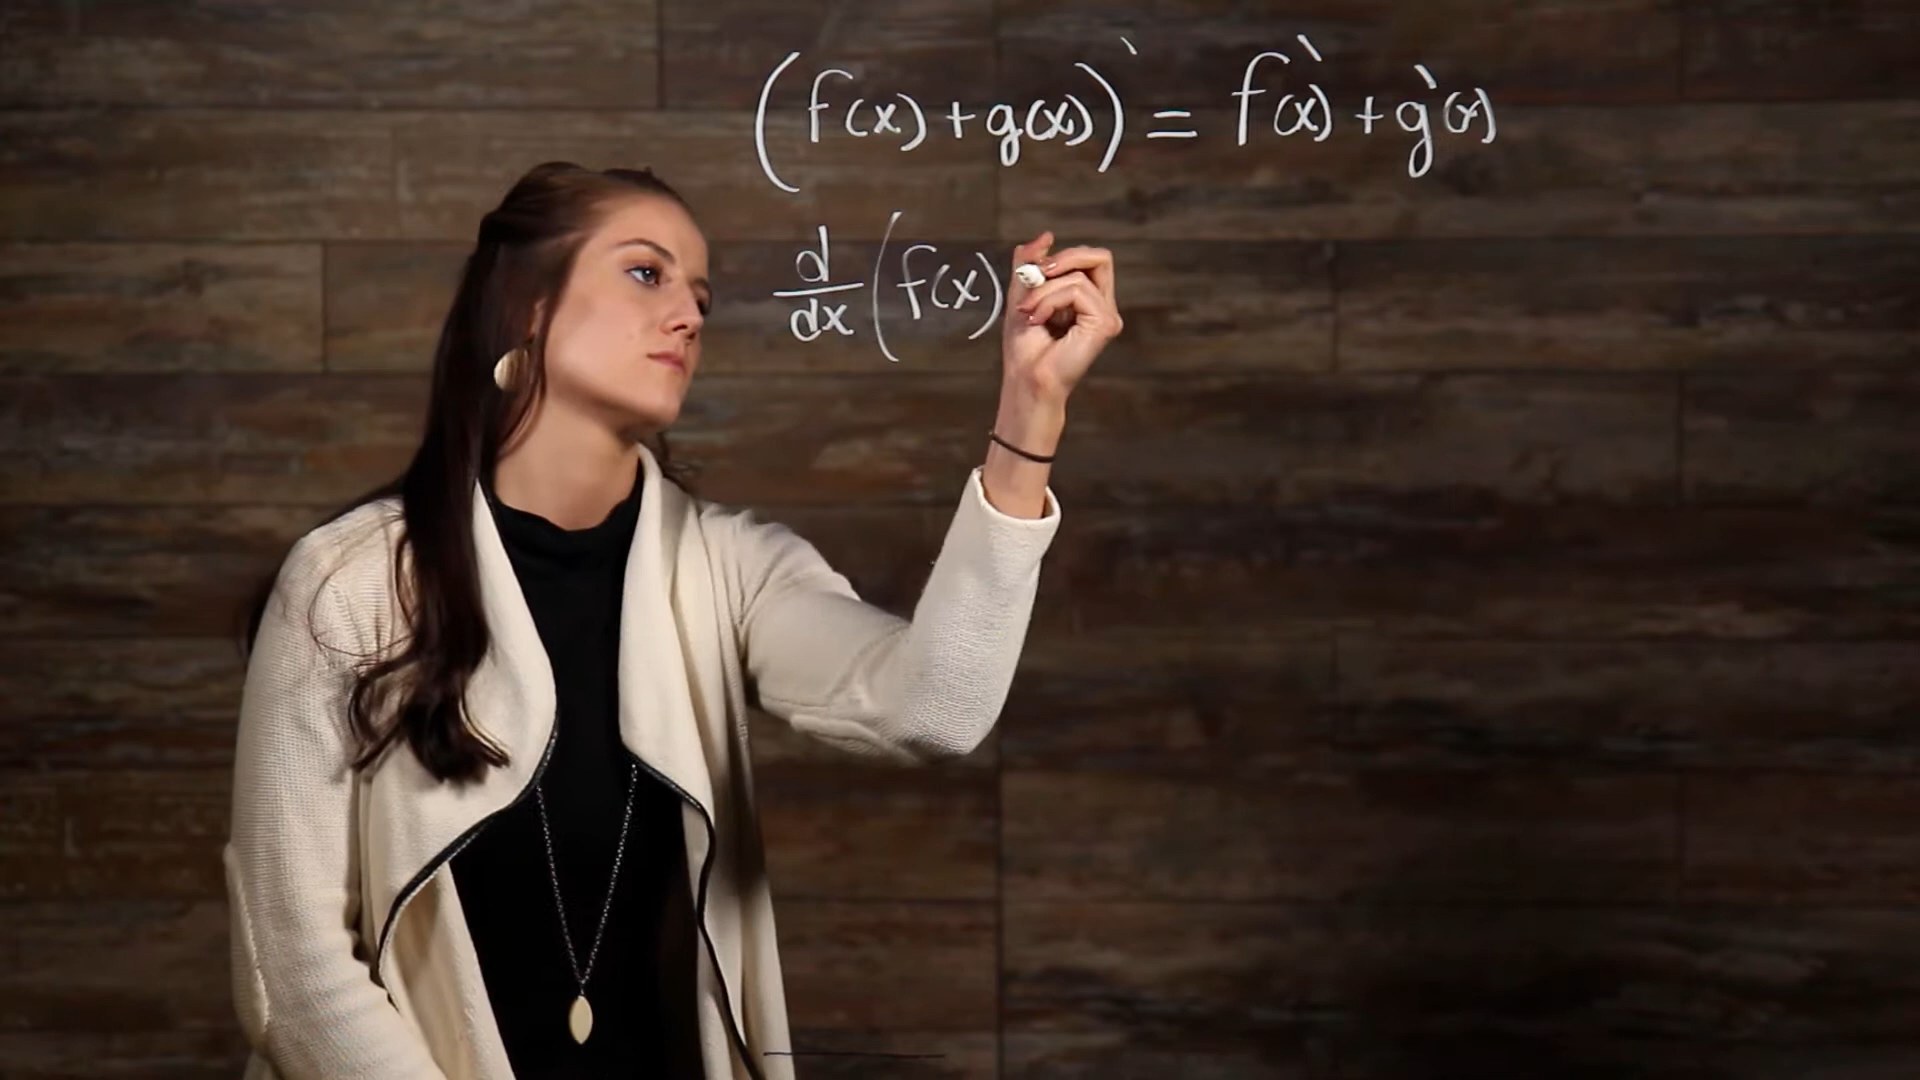 (f(x) + g(x))` = f`(x) + g`(x)
d/dx (f(x)